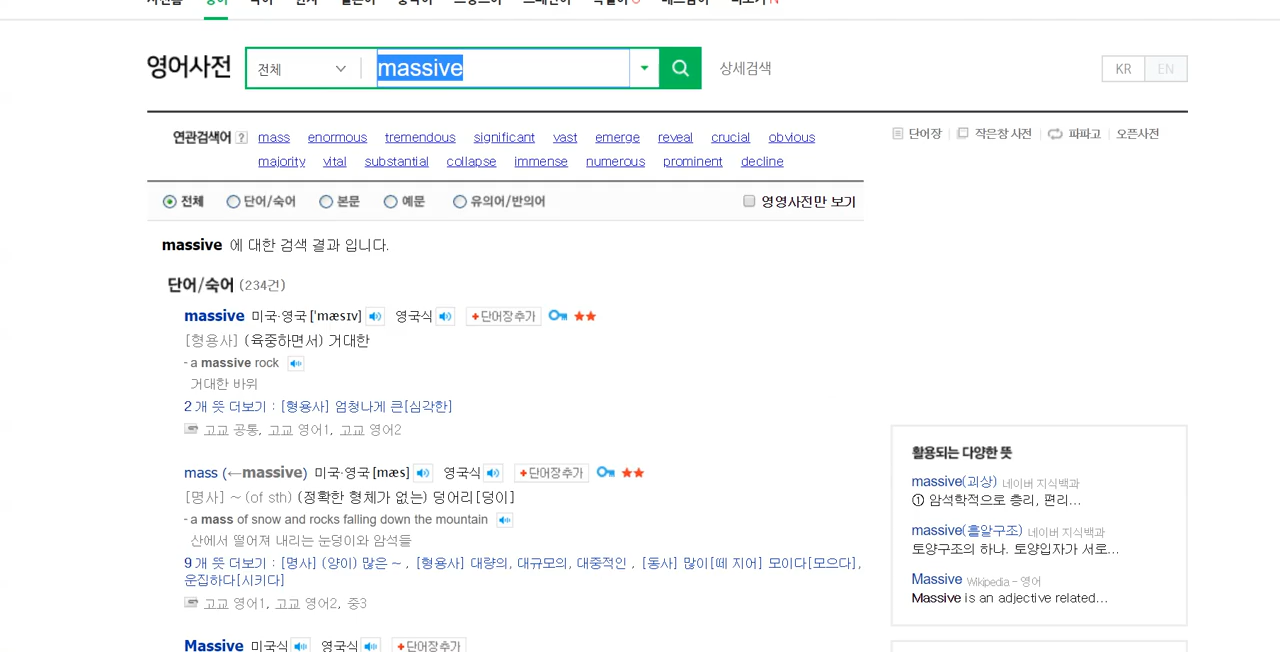 영어사전 전체 massive 상세검색 KR EN
연관검색어 ? mass enormous tremendous significant vast emerge reveal crucial obvious
majority vital substantial collapse immense numerous prominent decline
단어장 작은창 사전 파파고 오픈사전
전체 단어/숙어 본문 예문 유의어/반의어 영영사전만 보기
massive 에 대한 검색 결과 입니다.
단어/숙어 (234건)
massive 미국·영국 ['mæsɪv] 영국식 +단어장추가 ★★
[형용사] (육중하면서) 거대한
- a massive rock
거대한 바위
2개 뜻 더보기 : [형용사] 엄청나게 큰[심각한]
고교 공통, 고교 영어1, 고교 영어2
mass (←massive) 미국·영국 [mæs] 영국식 +단어장추가 ★★
[명사] ~ (of sth) (정확한 형체가 없는) 덩어리[덩이]
- a mass of snow and rocks falling down the mountain
산에서 떨어져 내리는 눈덩이와 암석들
9개 뜻 더보기 : [명사] (양이) 많은 ~ , [형용사] 대량의, 대규모의, 대중적인 , [동사] 많이[떼 지어] 모이다[모으다],
운집하다[시키다]
고교 영어1, 고교 영어2, 중3
Massive 미국식 영국식 +단어장추가
활용되는 다양한 뜻
massive(괴상) 네이버 지식백과
① 암석학적으로 층리, 편리...
massive(홑알구조) 네이버 지식백과
토양구조의 하나. 토양입자가 서로...
Massive Wikipedia - 영어
Massive is an adjective related...